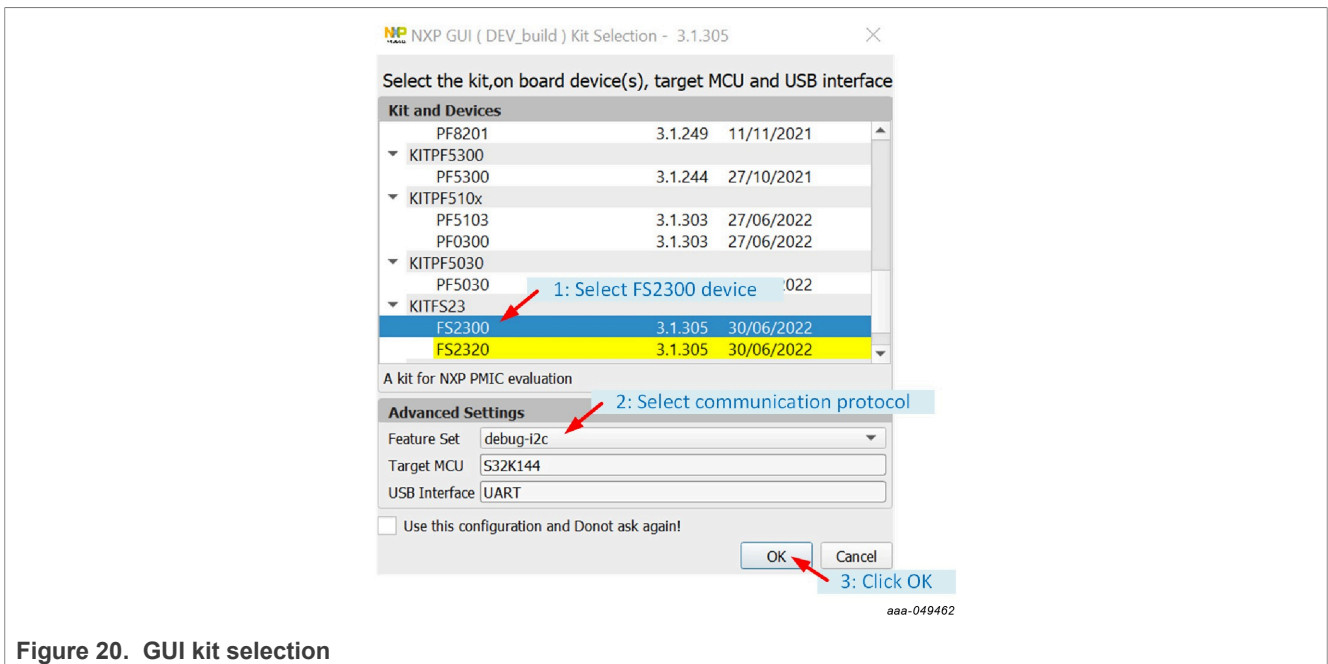 NXP GUI ( DEV_build ) Kit Selection - 3.1.305
Select the kit,on board device(s), target MCU and USB interface
Kit and Devices
PF8201 3.1.249 11/11/2021
KITPF5300
PF5300 3.1.244 27/10/2021
KITPF510x
PF5103 3.1.303 27/06/2022
PF0300 3.1.303 27/06/2022
KITPF5030
PF5030 1: Select FS2300 device :022
KITFS23
FS2300 3.1.305 30/06/2022
FS2320 3.1.305 30/06/2022
A kit for NXP PMIC evaluation
2: Select communication protocol
Advanced Settings
Feature Set debug-i2c
Target MCU S32K144
USB Interface UART
Use this configuration and Donot ask again!
OK Cancel
3: Click OK
aaa-049462
Figure 20. GUI kit selection